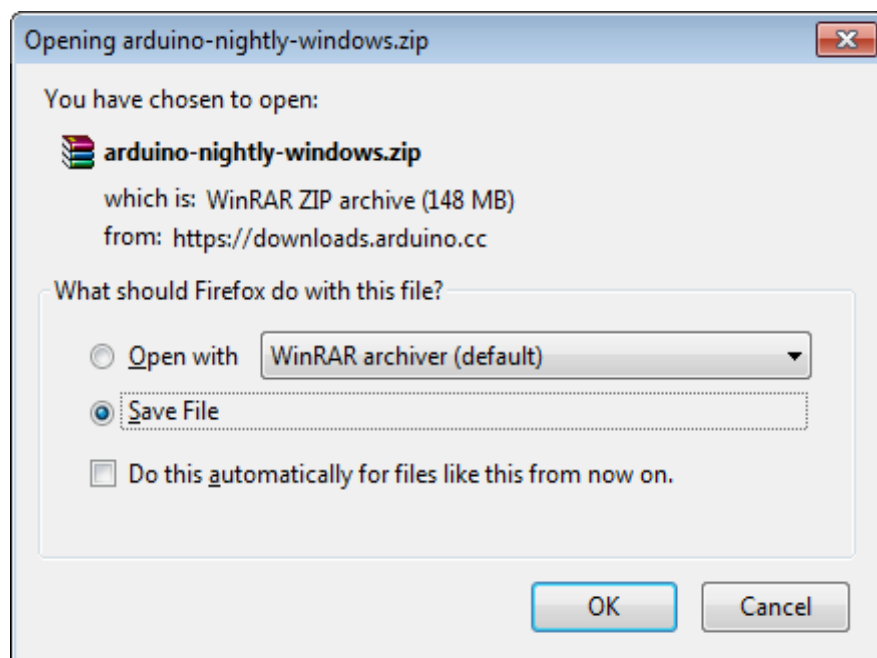 Opening arduino-nightly-windows.zip
You have chosen to open:
arduino-nightly-windows.zip
which is: WinRAR ZIP archive (148 MB)
from: https://downloads.arduino.cc
What should Firefox do with this file?
Open with WinRAR archiver (default)
Save File
Do this automatically for files like this from now on.
OK Cancel